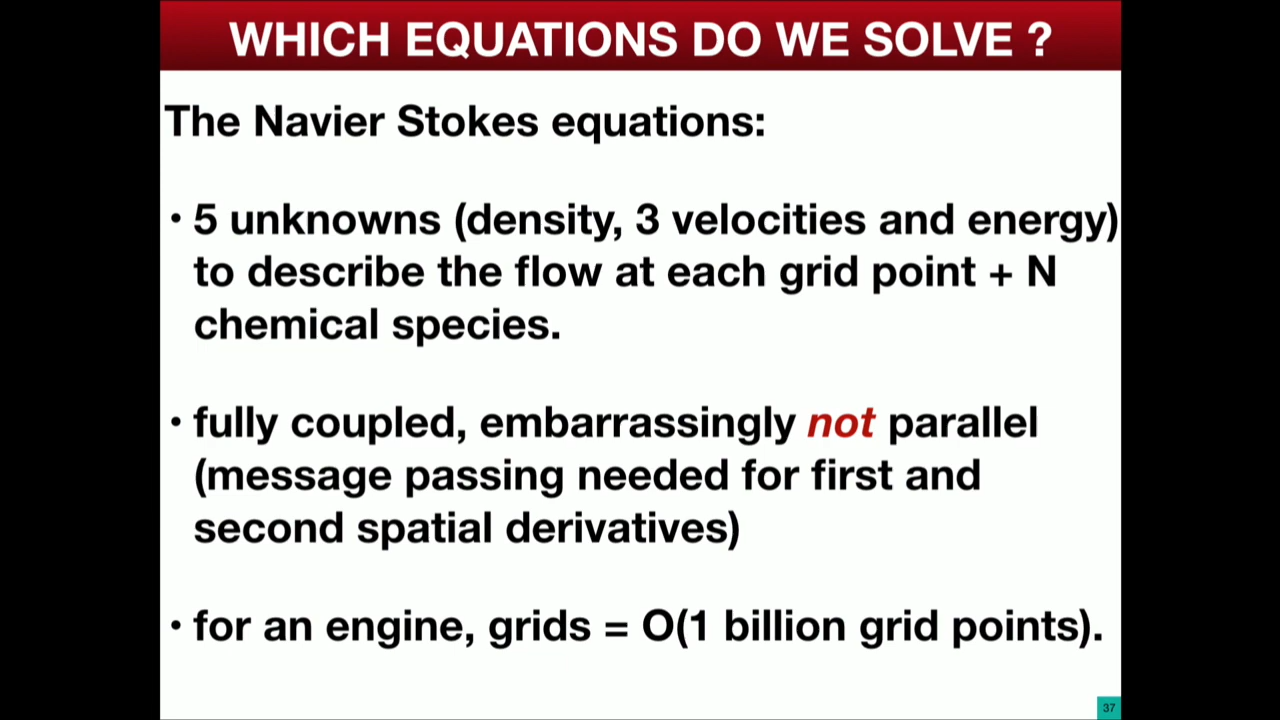 WHICH EQUATIONS DO WE SOLVE ?
The Navier Stokes equations:
• 5 unknowns (density, 3 velocities and energy)
to describe the flow at each grid point + N
chemical species.
• fully coupled, embarrassingly not parallel
(message passing needed for first and
second spatial derivatives)
• for an engine, grids = O(1 billion grid points).
37